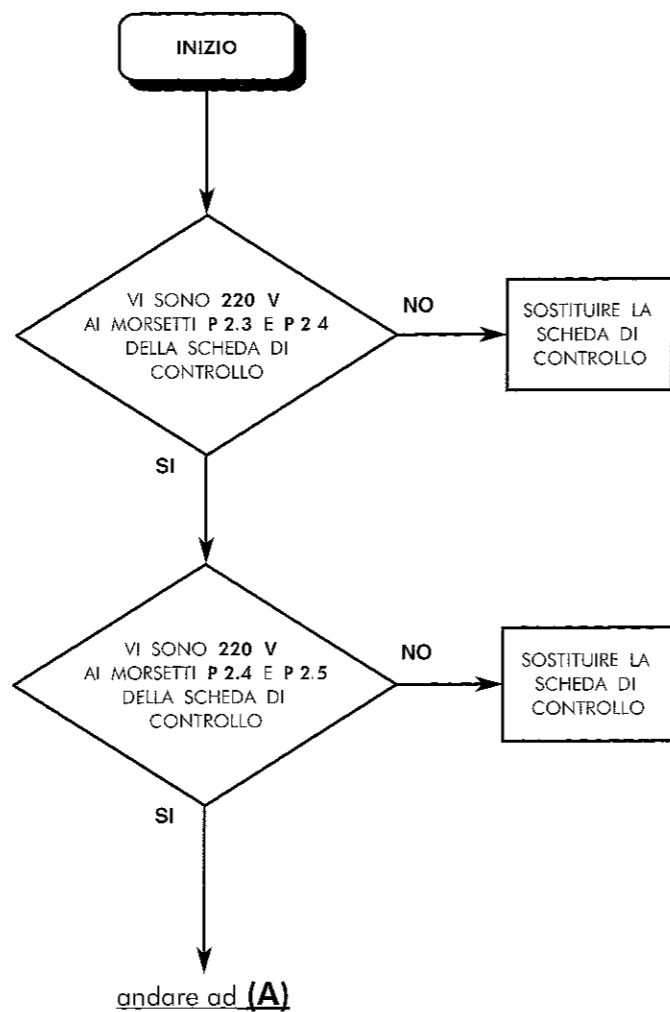 INIZIO
VI SONO 220 V
AI MORSETTI P 2.3 E P 2 4
DELLA SCHEDA DI
CONTROLLO
NO
SOSTITUIRE LA
SCHEDA DI
CONTROLLO
SI
VI SONO 220 V
AI MORSETTI P 2.4 E P 2.5
DELLA SCHEDA DI
CONTROLLO
NO
SOSTITUIRE LA
SCHEDA DI
CONTROLLO
SI
andare ad (A)